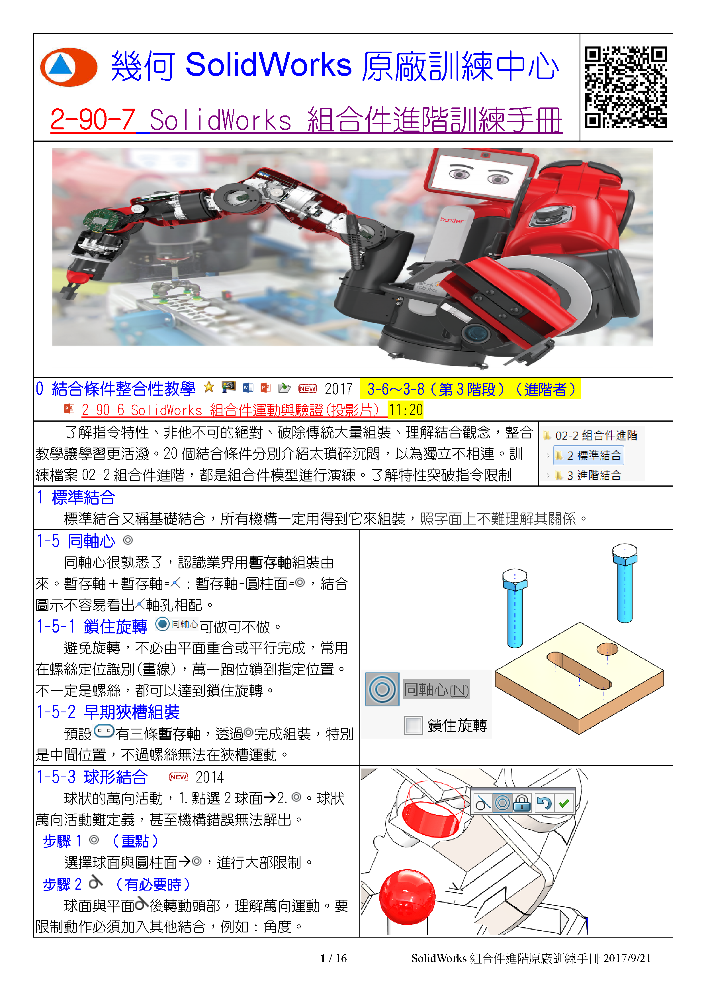 幾何 SolidWorks 原廠訓練中心
2-90-7 SolidWorks 組合件進階訓練手冊
baxter
rethink
robotics
0 結合條件整合性教學 NEW 2017 3-6～3-8（第 3 階段）（進階者）
2-90-6 SolidWorks 組合件運動與驗證(投影片) 11:20
了解指令特性、非他不可的絕對、破除傳統大量組裝、理解結合觀念，整合
教學讓學習更活潑。20 個結合條件分別介紹太瑣碎沉悶，以為獨立不相連。訓
練檔案 02-2 組合件進階，都是組合件模型進行演練。了解特性突破指令限制
02-2 組合件進階
2 標準結合
3 進階結合
1 標準結合
標準結合又稱基礎結合，所有機構一定用得到它來組裝，照字面上不難理解其關係。
1-5 同軸心
同軸心很孰悉了，認識業界用暫存軸組裝由
來。暫存軸＋暫存軸=；暫存軸+圓柱面=，結合
圖示不容易看出軸孔相配。
1-5-1 鎖住旋轉 同軸心可做可不做。
避免旋轉，不必由平面重合或平行完成，常用
在螺絲定位識別(畫線)，萬一跑位鎖到指定位置。
不一定是螺絲，都可以達到鎖住旋轉。
1-5-2 早期狹槽組裝
預設有三條暫存軸，透過完成組裝，特別
是中間位置，不過螺絲無法在狹槽運動。
同軸心(N)
鎖住旋轉
1-5-3 球形結合 NEW 2014
球狀的萬向活動，1.點選 2 球面→2.。球狀
萬向活動難定義，甚至機構錯誤無法解出。
步驟 1 （重點）
選擇球面與圓柱面→，進行大部限制。
步驟 2 （有必要時）
球面與平面後轉動頭部，理解萬向運動。要
限制動作必須加入其他結合，例如：角度。
1 / 16
SolidWorks 組合件進階原廠訓練手冊 2017/9/21